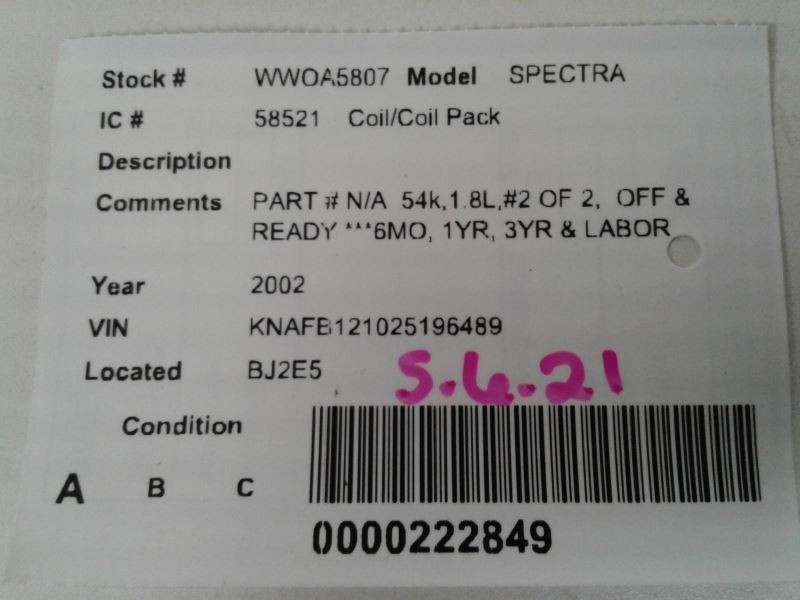 Stock # WWOA5807 Model SPECTRA
IC # 58521 Coil/Coil Pack
Description
Comments PART # N/A 54k,1.8L,#2 OF 2, OFF &
READY ***6MO, 1YR, 3YR & LABOR
Year 2002
VIN KNAFB121025196489
Located BJ2E5
5.6.21
Condition
A B C
0000222849